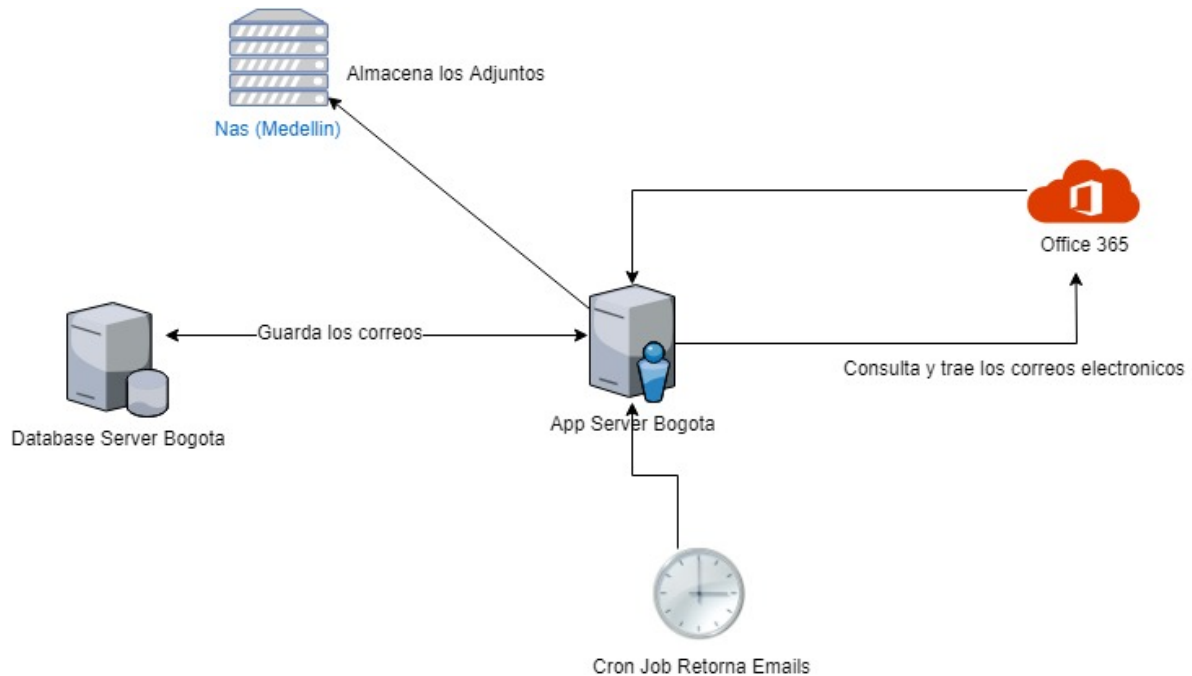 Almacena los Adjuntos
Nas (Medellin)
Office 365
Guarda los correos
Consulta y trae los correos electronicos
App Server Bogota
Database Server Bogota
Cron Job Retorna Emails